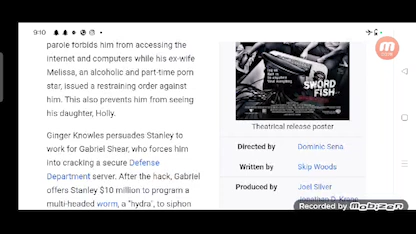 9:10
parole forbids him from accessing the
internet and computers while his ex-wife
Melissa, an alcoholic and part-time porn
star, issued a restraining order against
him. This also prevents him from seeing
his daughter, Holly.
Ginger Knowles persuades Stanley to
work for Gabriel Shear, who forces him
into cracking a secure Defense
Department server. After the hack, Gabriel
offers Stanley $10 million to program a
multi-headed worm, a "hydra", to siphon
SWORD
FISH
Theatrical release poster
Directed by Dominic Sena
Written by Skip Woods
Produced by Joel Silver
Jonathan D. Krane
Recorded by Mobizen